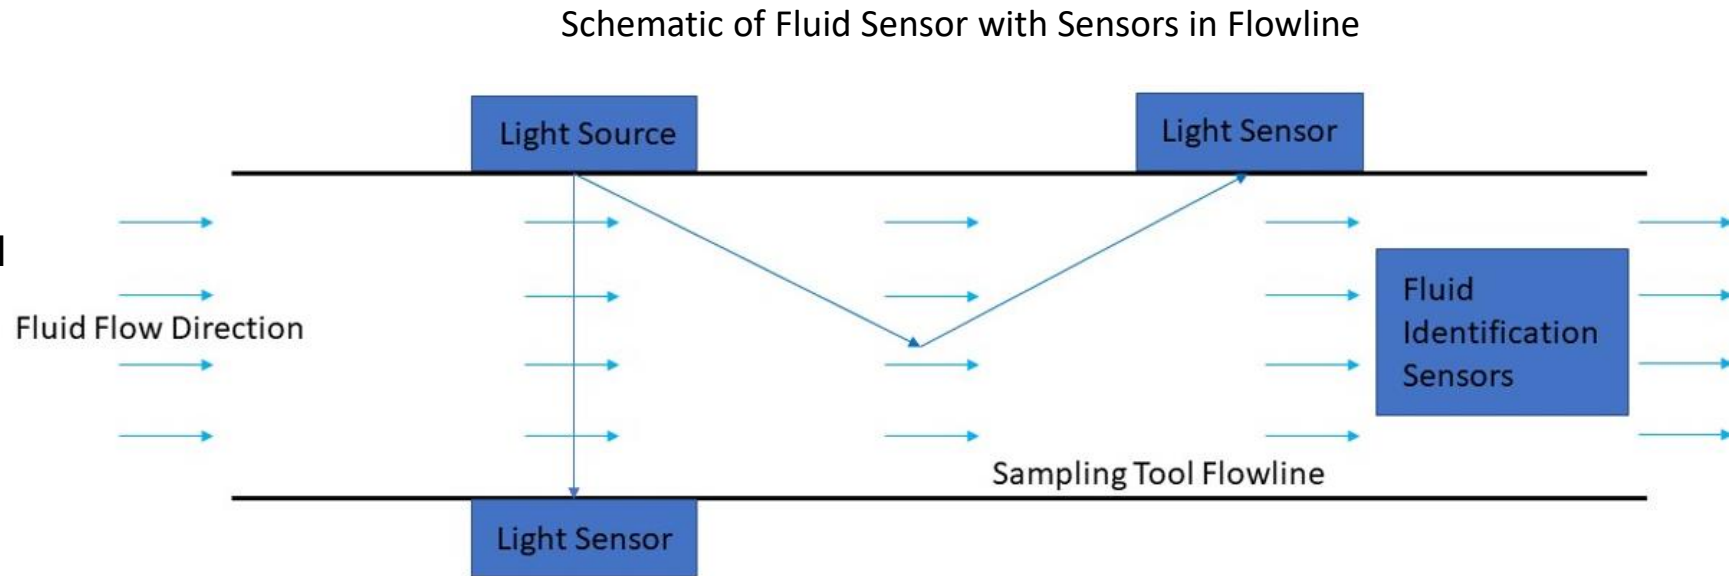 Schematic of Fluid Sensor with Sensors in Flowline
Light Source
Light Sensor
Fluid Flow Direction
Fluid
Identification
Sensors
Sampling Tool Flowline
Light Sensor